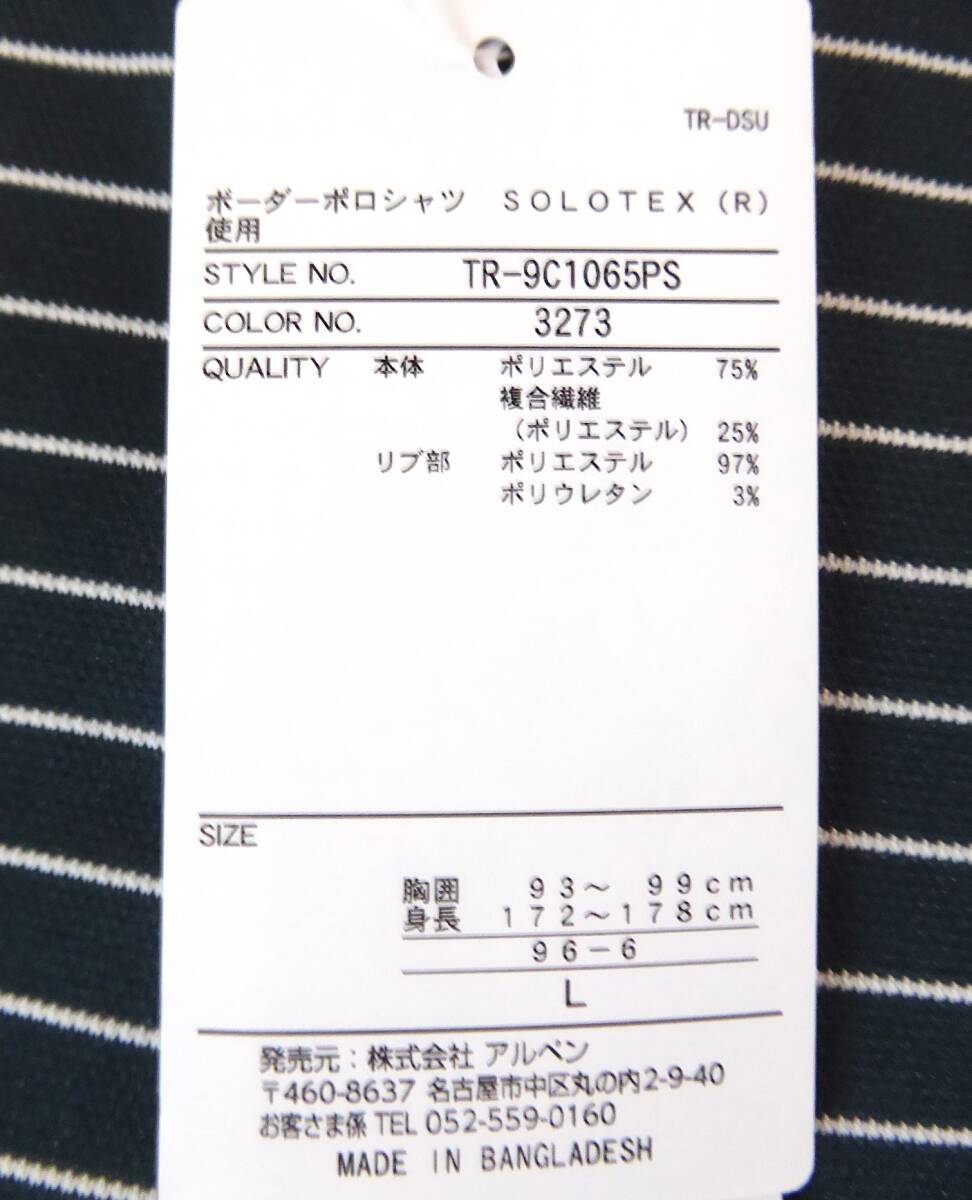 TR-DSU
ボーダーポロシャツ ＳＯＬＯＴＥＸ（Ｒ）
使用
STYLE NO. TR-9C1065PS
COLOR NO. 3273
QUALITY 本体 ポリエステル 75%
複合繊維
（ポリエステル） 25%
リブ部 ポリエステル 97%
ポリウレタン 3%
SIZE
胸囲 ９３～ ９９ｃｍ
身長 １７２～１７８ｃｍ
９６－６
Ｌ
発売元：株式会社 アルペン
〒460-8637 名古屋市中区丸の内2-9-40
お客さま係 TEL 052-559-0160
MADE IN BANGLADESH